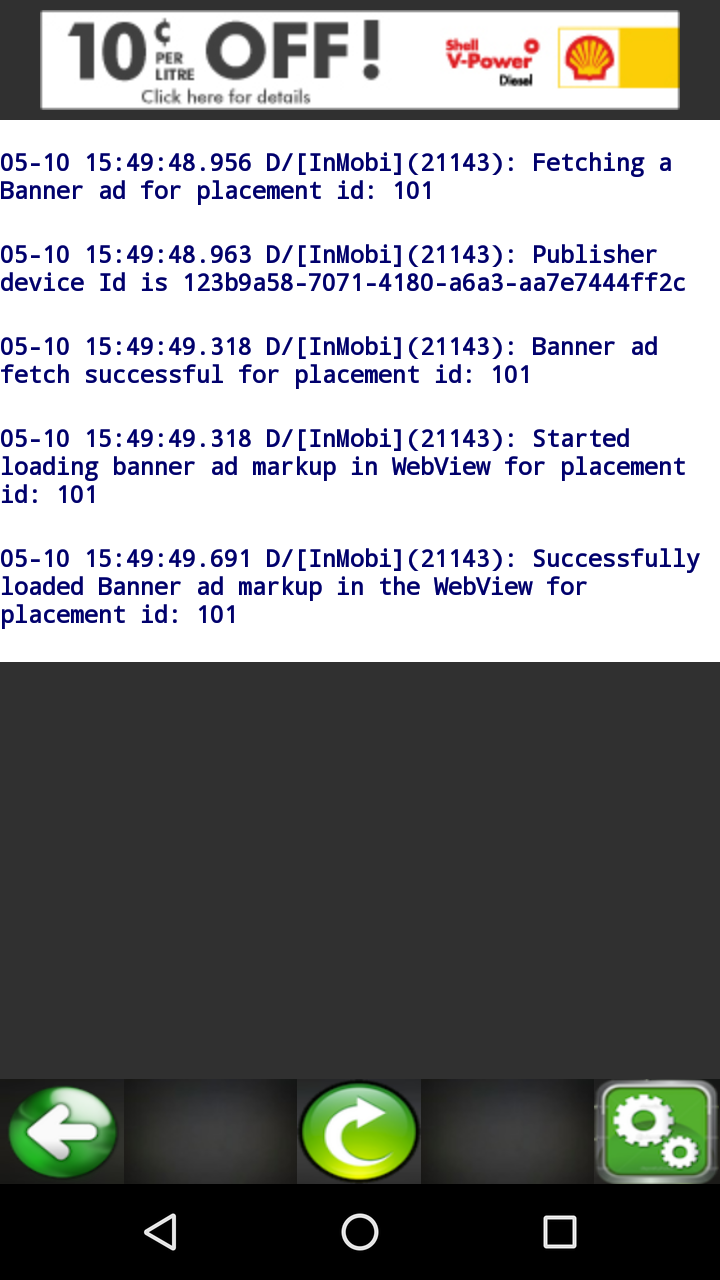 10¢ PER LITRE OFF!
Click here for details
Shell
V-Power
Diesel
05-10 15:49:48.956 D/[InMobi](21143): Fetching a
Banner ad for placement id: 101
05-10 15:49:48.963 D/[InMobi](21143): Publisher
device Id is 123b9a58-7071-4180-a6a3-aa7e7444ff2c
05-10 15:49:49.318 D/[InMobi](21143): Banner ad
fetch successful for placement id: 101
05-10 15:49:49.318 D/[InMobi](21143): Started
loading banner ad markup in WebView for placement
id: 101
05-10 15:49:49.691 D/[InMobi](21143): Successfully
loaded Banner ad markup in the WebView for
placement id: 101